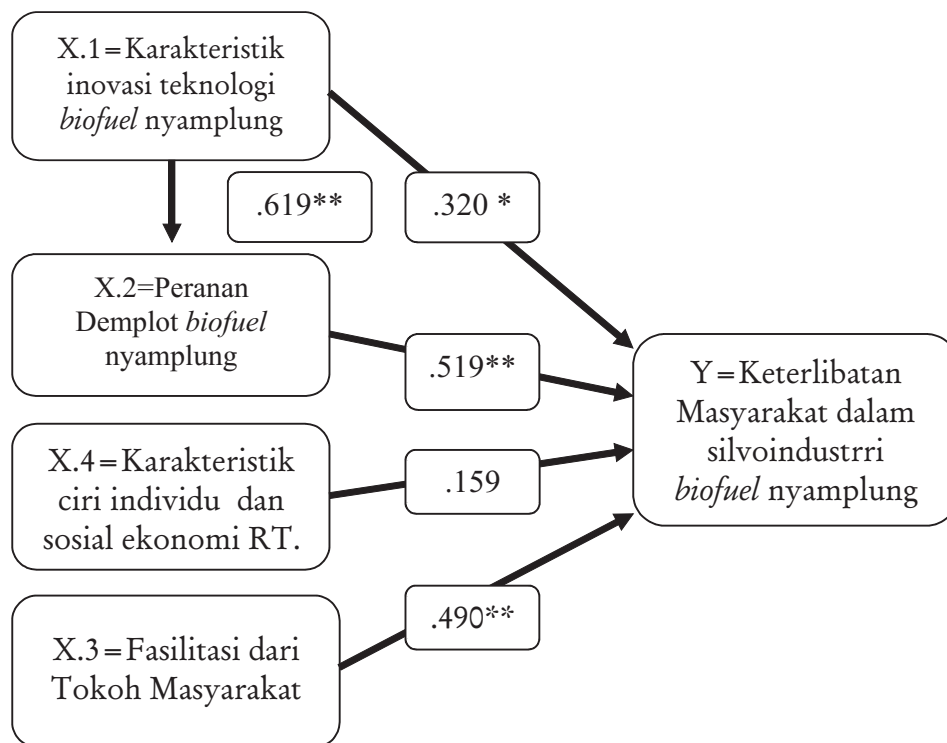 X.1=Karakteristik
inovasi teknologi
biofuel nyamplung
.619**
.320 *
X.2=Peranan
Demplot biofuel
nyamplung
.519**
Y=Keterlibatan
Masyarakat dalam
silvoindustrri
biofuel nyamplung
X.4=Karakteristik
ciri individu dan
sosial ekonomi RT.
.159
.490**
X.3=Fasilitasi dari
Tokoh Masyarakat